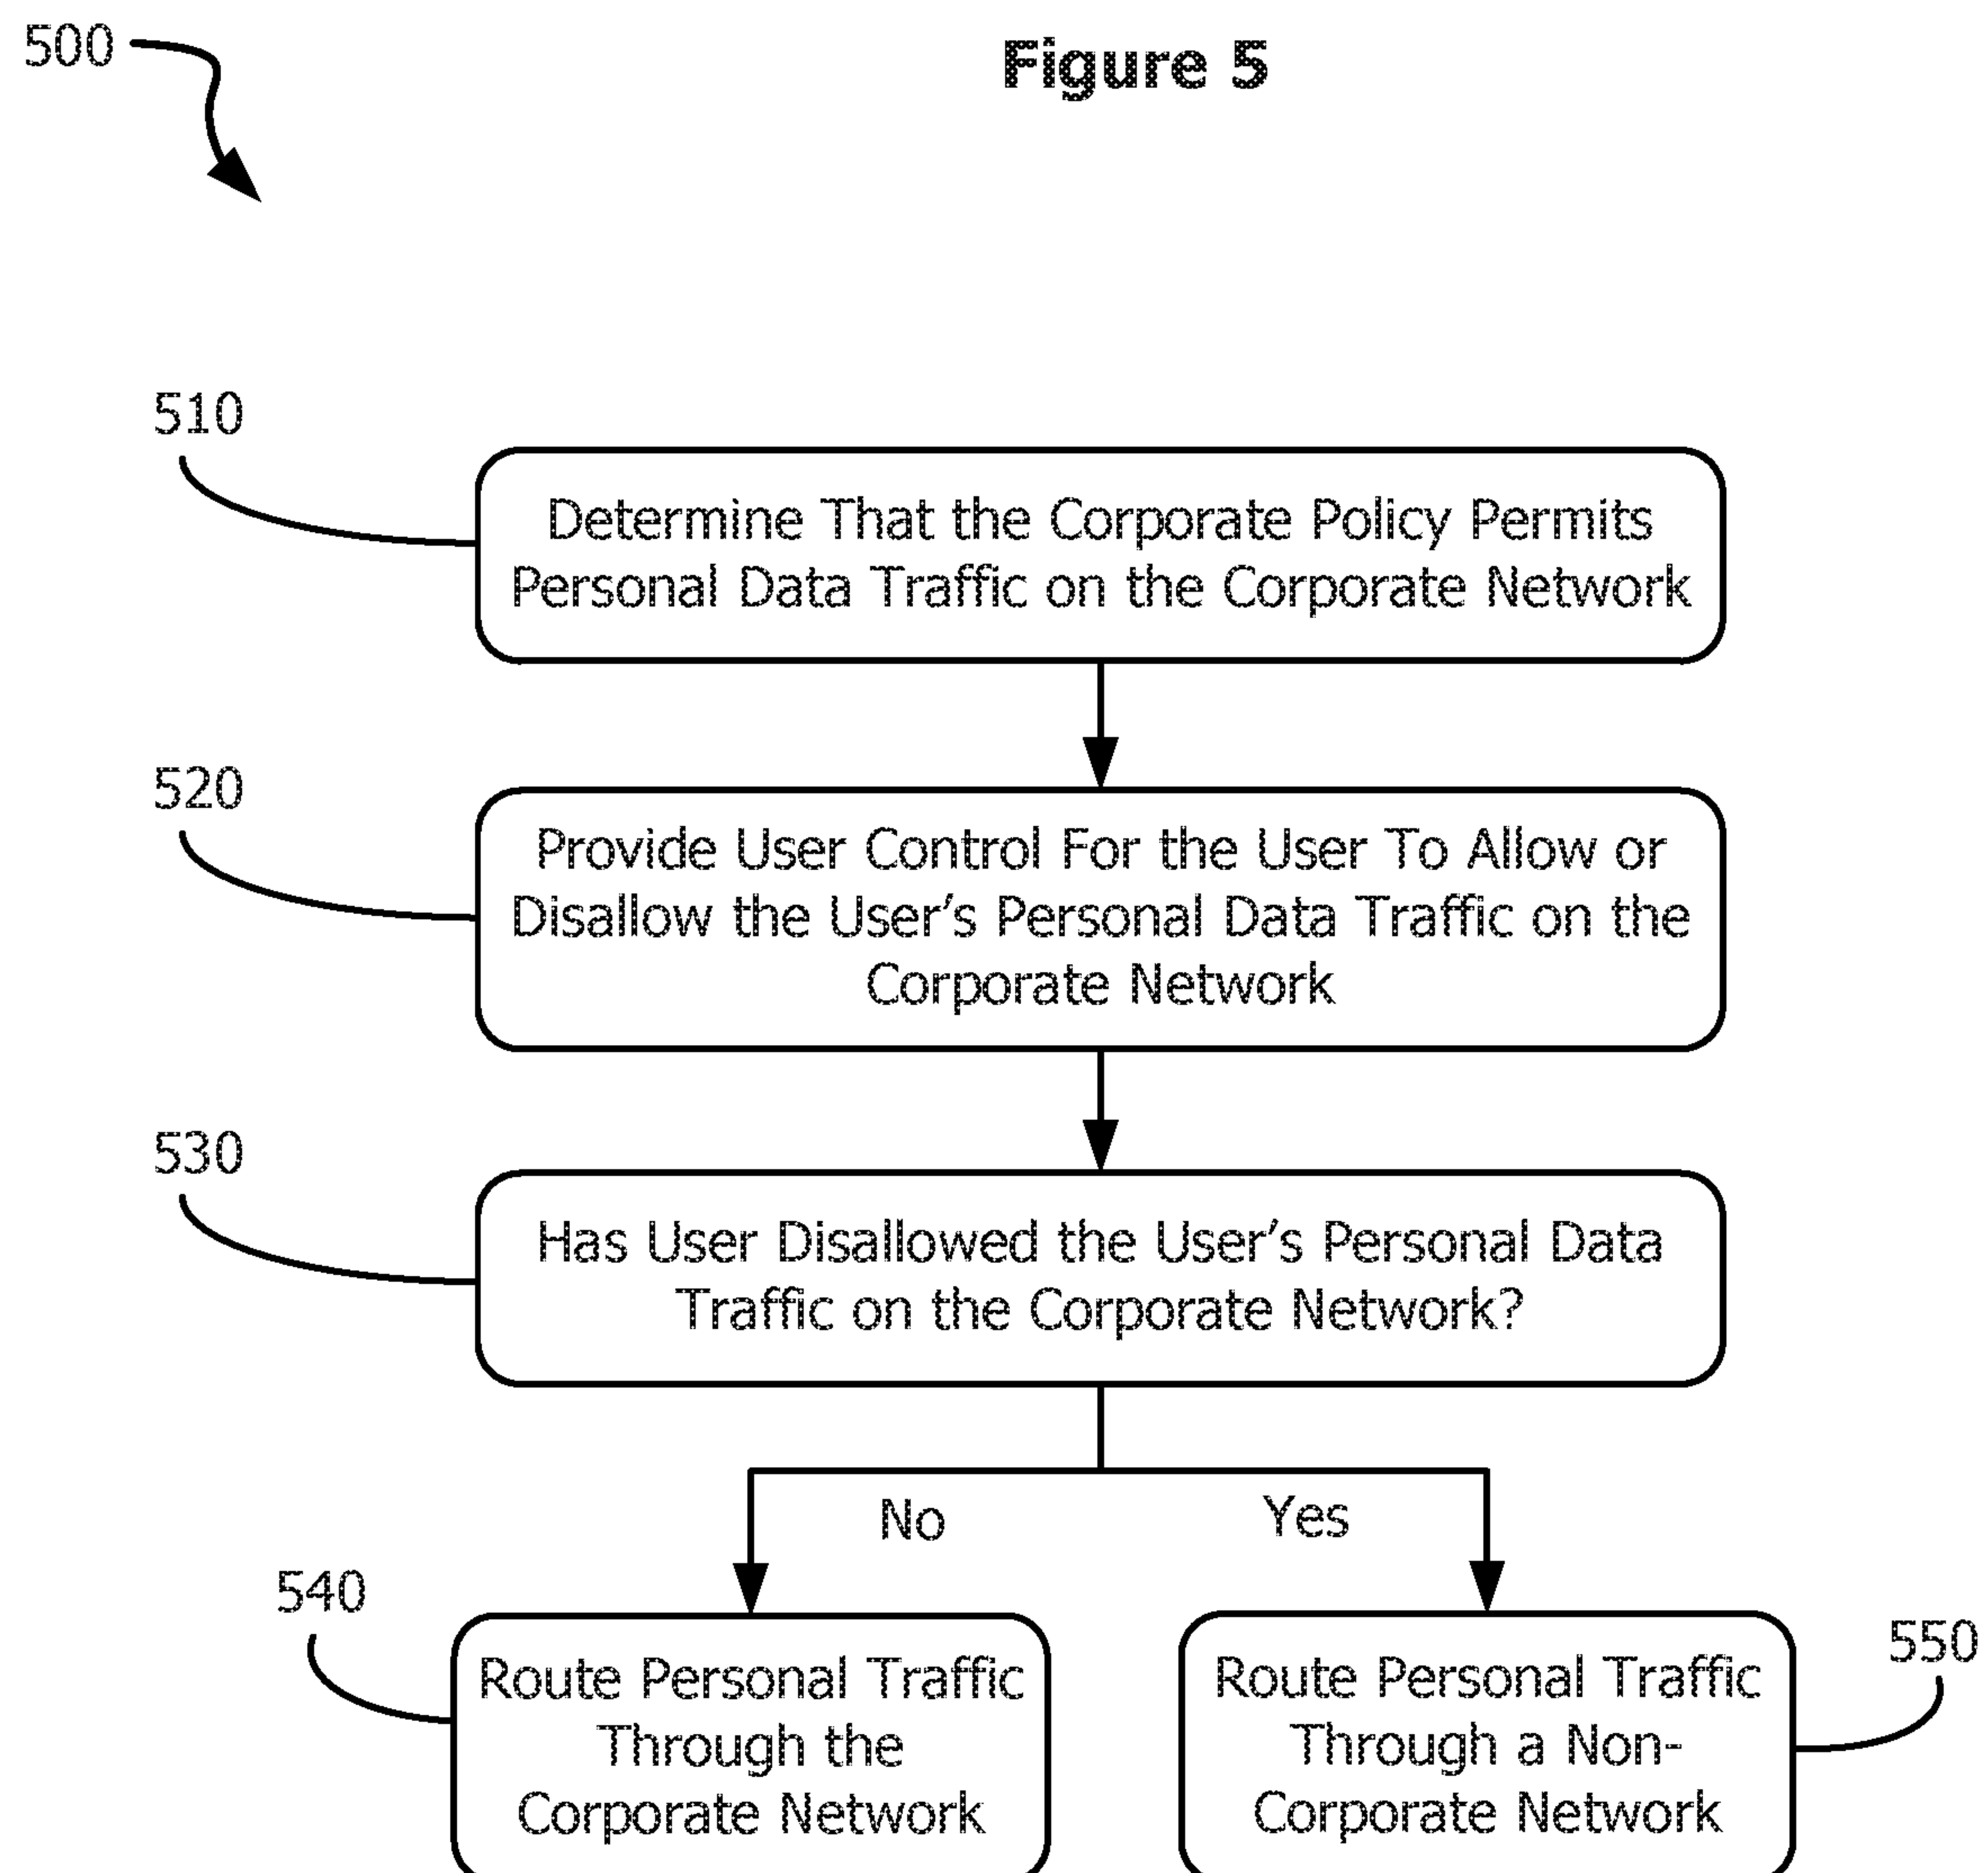 500
Figure 5
510
Determine That the Corporate Policy Permits
Personal Data Traffic on the Corporate Network
520
Provide User Control For the User To Allow or
Disallow the User’s Personal Data Traffic on the
Corporate Network
530
Has User Disallowed the User’s Personal Data
Traffic on the Corporate Network?
No
Yes
540
Route Personal Traffic
Through the
Corporate Network
550
Route Personal Traffic
Through a Non-
Corporate Network